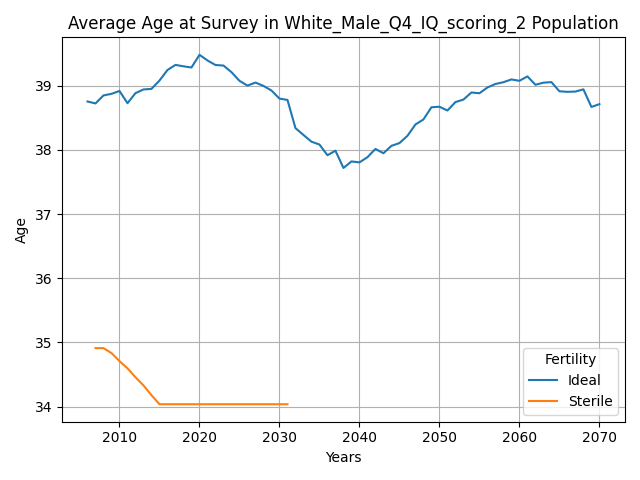 Average Age at Survey in White_Male_Q4_IQ_scoring_2 Population
Age
39
38
37
36
35
34
Fertility
Ideal
Sterile
2010 2020 2030 2040 2050 2060 2070
Years